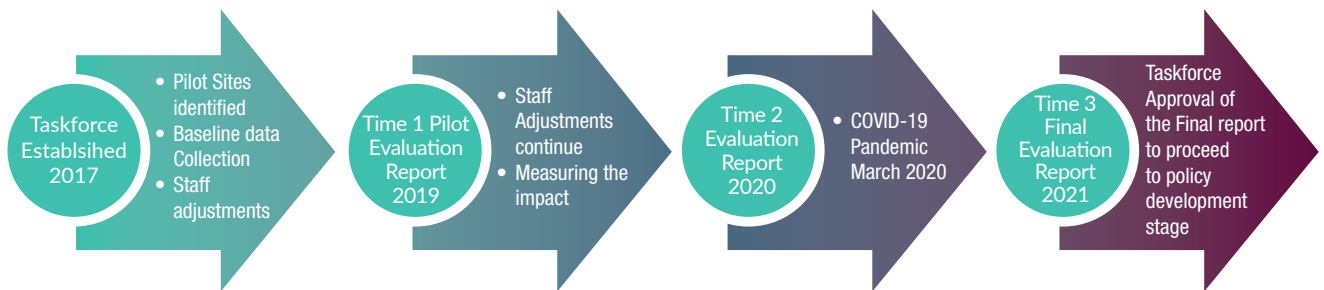 Taskforce
Establsihed
2017
• Pilot Sites
identified
• Baseline data
Collection
• Staff
adjustments
Time 1 Pilot
Evaluation
Report
2019
• Staff
Adjustments
continue
• Measuring the
impact
Time 2
Evaluation
Report
2020
• COVID-19
Pandemic
March 2020
Time 3
Final
Evaluation
Report
2021
Taskforce
Approval of
the Final report
to proceed
to policy
development
stage